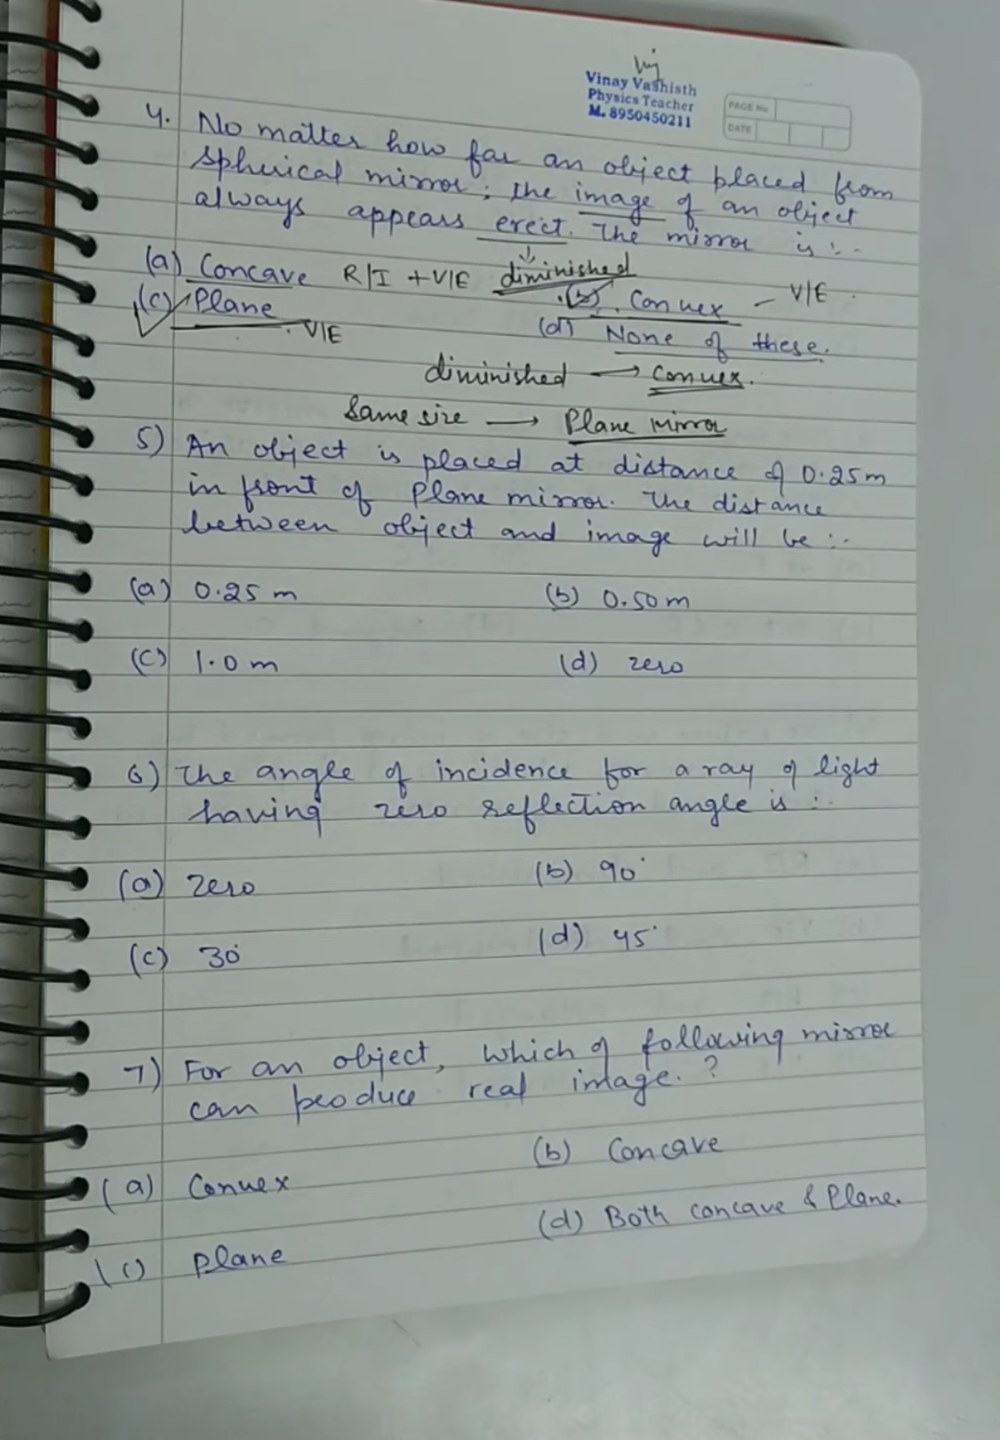 Vinay Vashisth
Physics Teacher
M. 8950450211
PAGE No
DATE
4. No matter how far an object placed from
spherical mirror; the image of an object
always appears erect. The mirror is :-
diminished
(a) Concave R/I + V/E
(b) Convex - V/E
(c) Plane V/E
(d) None of these.
diminished → convex.
Same size → Plane mirror
5) An object is placed at distance of 0.25m
in front of plane mirror. The distance
between object and image will be :-
(a) 0.25 m (b) 0.50 m
(c) 1.0 m (d) zero
6) The angle of incidence for a ray of light
having zero reflection angle is :-
(a) zero (b) 90°
(c) 30° (d) 45°
7) For an object, which of following mirror
can produce real image. ?
(a) Convex (b) Concave
(c) Plane (d) Both concave & Plane.